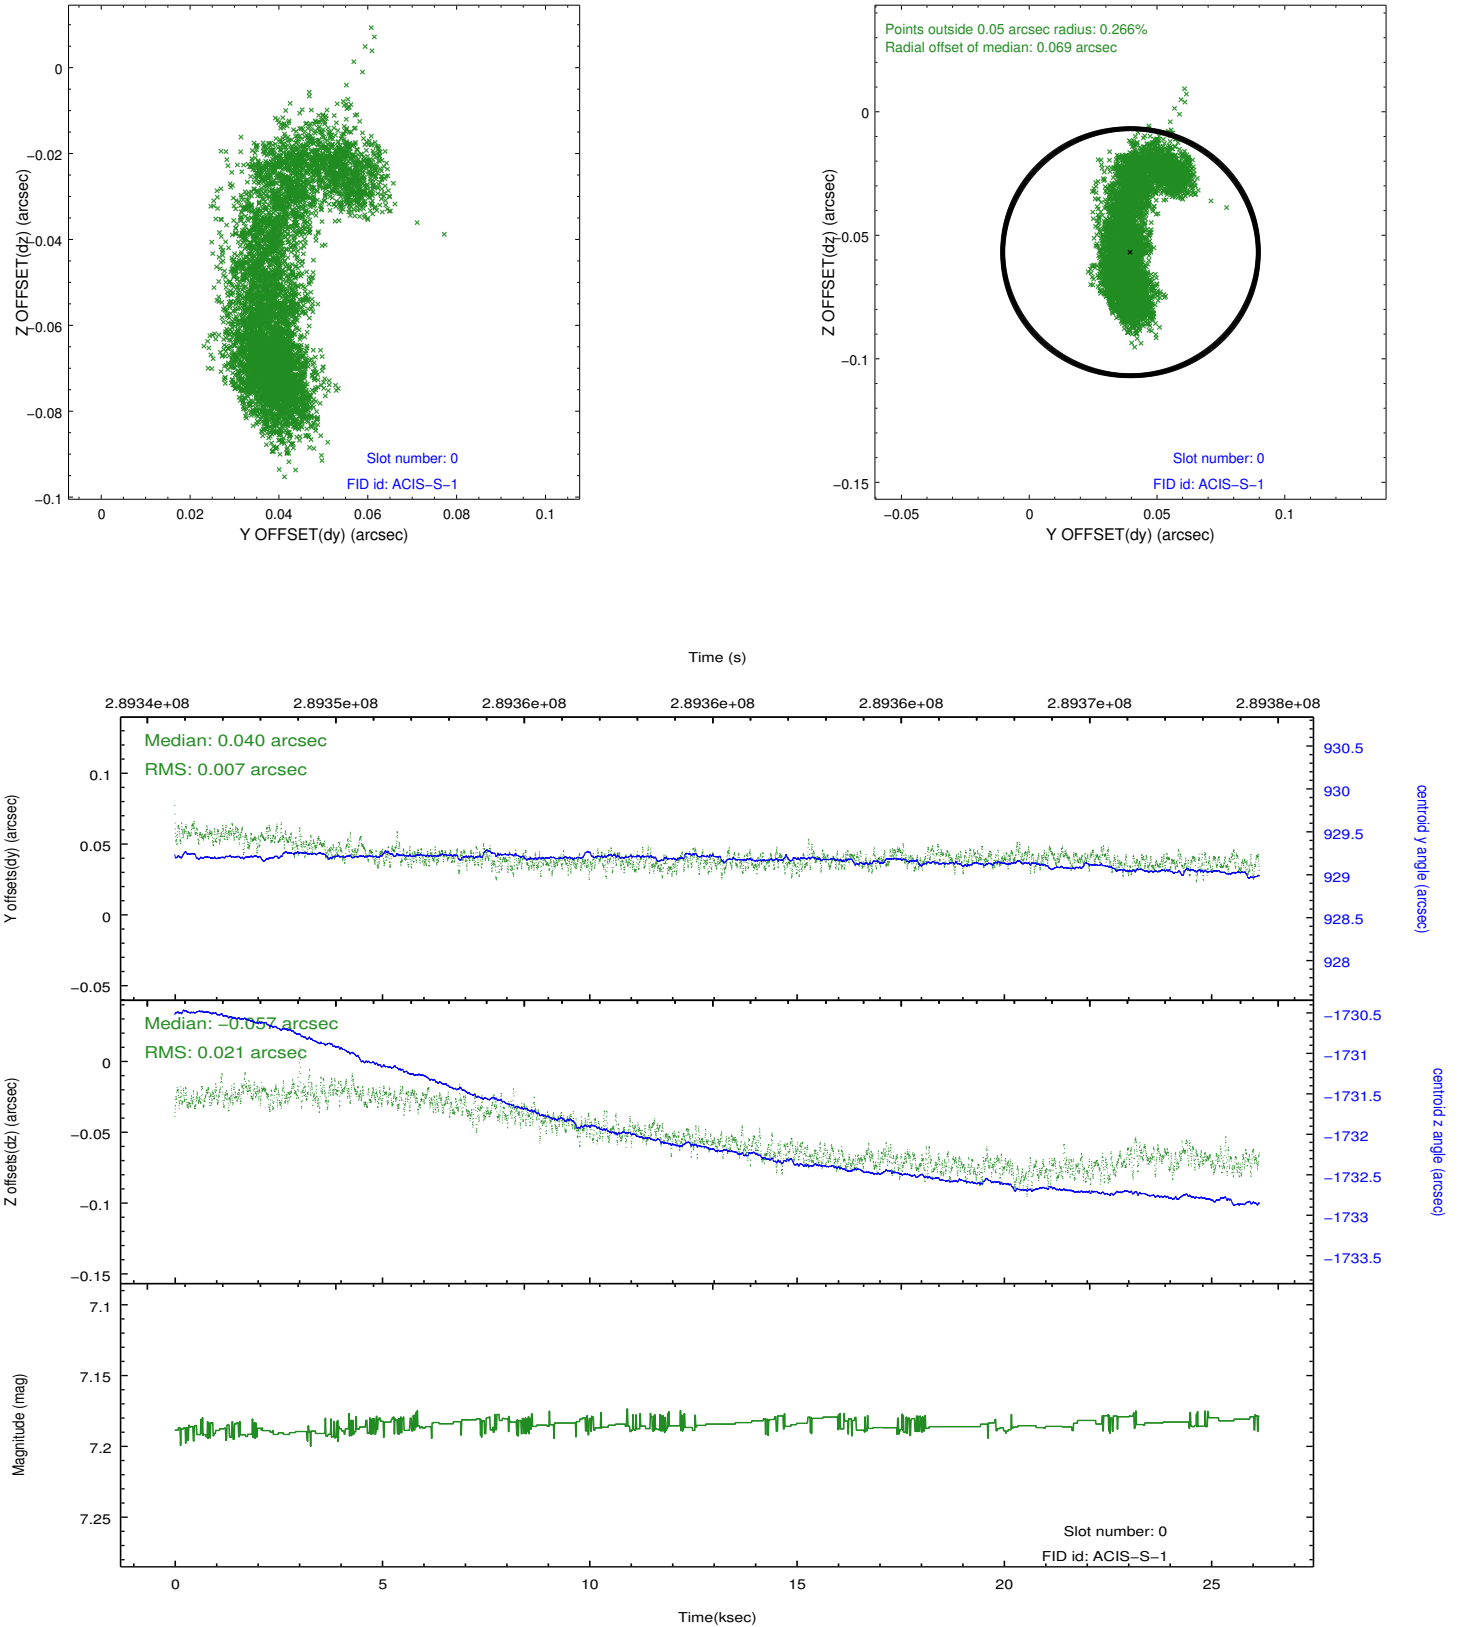 0
−0.02
−0.04
−0.06
−0.08
−0.1
Z OFFSET(dz) (arcsec)
Slot number: 0
FID id: ACIS−S−1
0 0.02 0.04 0.06 0.08 0.1
Y OFFSET(dy) (arcsec)
Points outside 0.05 arcsec radius: 0.266%
Radial offset of median: 0.069 arcsec
0
−0.05
−0.1
−0.15
Z OFFSET(dz) (arcsec)
Slot number: 0
FID id: ACIS−S−1
−0.05 0 0.05 0.1
Y OFFSET(dy) (arcsec)
Time (s)
2.8934e+08 2.8935e+08 2.8936e+08 2.8936e+08 2.8936e+08 2.8937e+08 2.8938e+08
Median: 0.040 arcsec
RMS: 0.007 arcsec
0.1
0.05
0
−0.05
Y offsets(dy) (arcsec)
930.5
930
929.5
929
928.5
928
centroid y angle (arcsec)
Median: −0.057 arcsec
RMS: 0.021 arcsec
0
−0.05
−0.1
−0.15
Z offsets(dz) (arcsec)
−1730.5
−1731
−1731.5
−1732
−1732.5
−1733
−1733.5
centroid z angle (arcsec)
7.1
7.15
7.2
7.25
Magnitude (mag)
Slot number: 0
FID id: ACIS−S−1
0 5 10 15 20 25
Time(ksec)